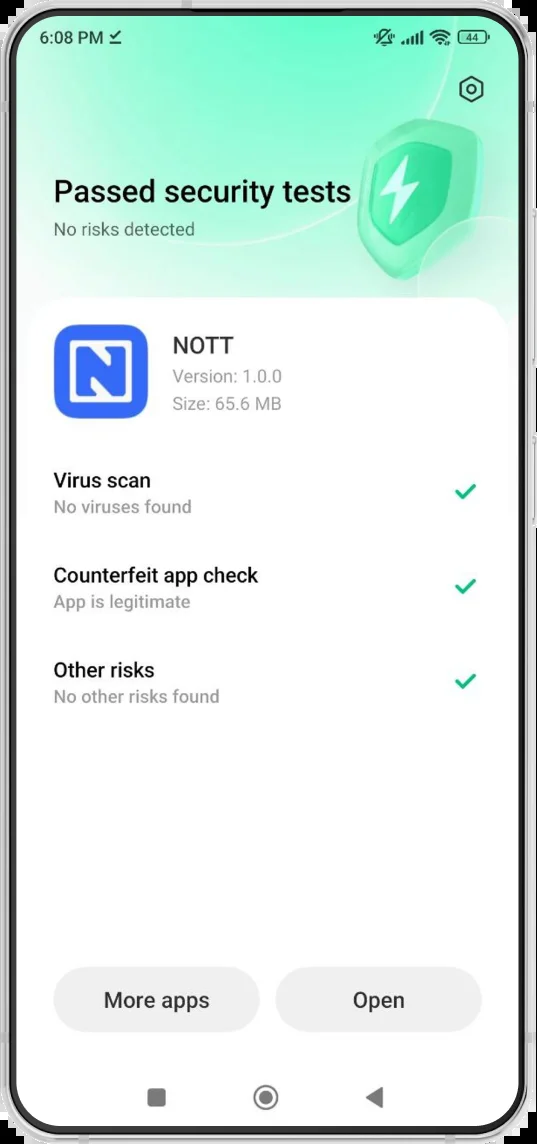 6:08 PM
44
Passed security tests
No risks detected
N
NOTT
Version: 1.0.0
Size: 65.6 MB
Virus scan
No viruses found
Counterfeit app check
App is legitimate
Other risks
No other risks found
More apps
Open